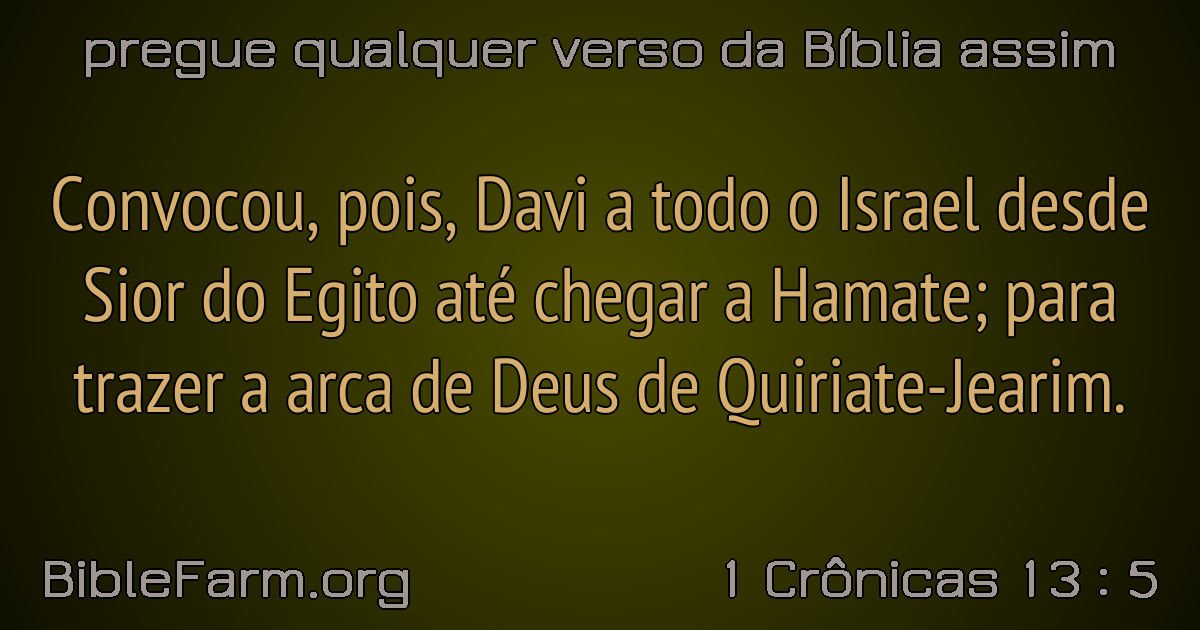 pregue qualquer verso da Bíblia assim
Convocou, pois, Davi a todo o Israel desde
Sior do Egito até chegar a Hamate; para
trazer a arca de Deus de Quiriate-Jearim.
BibleFarm.org
1 Crônicas 13 : 5